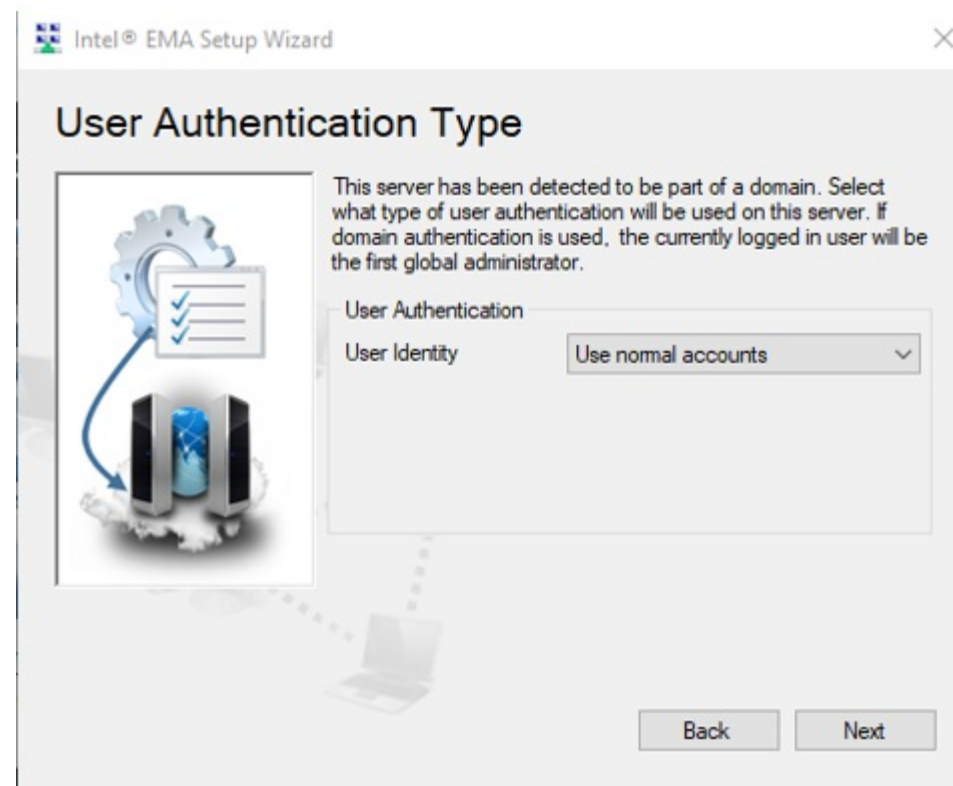 Intel® EMA Setup Wizard
User Authentication Type
This server has been detected to be part of a domain. Select
what type of user authentication will be used on this server. If
domain authentication is used, the currently logged in user will be
the first global administrator.
User Authentication
User Identity
Use normal accounts
Back
Next